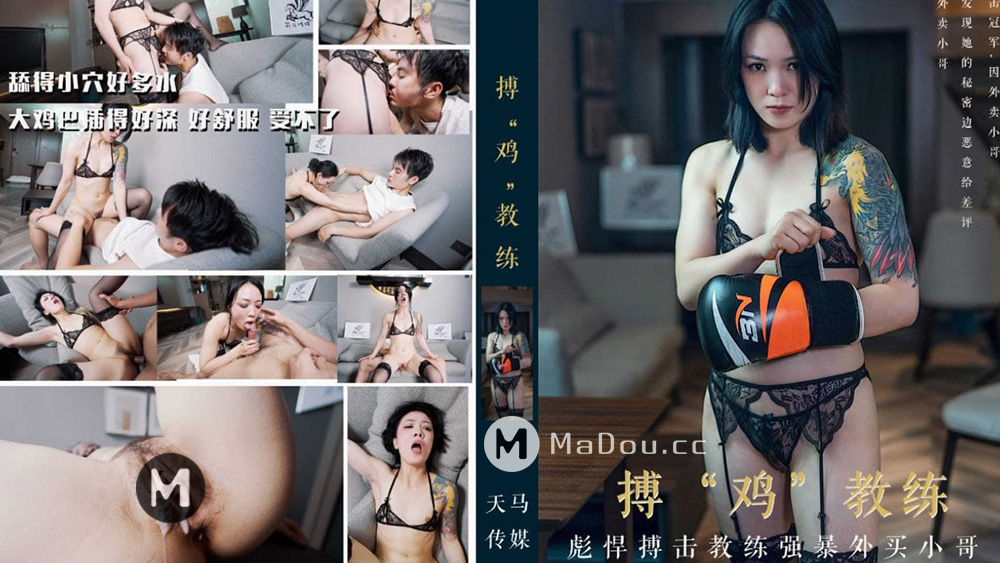 舔得小穴好多水
大鸡巴插得好深 好舒服 受不了
搏“鸡”教练
天马
传媒
击冠军，因外卖小哥
发现她的秘密边恶意给差评
外卖小哥
BN
M
MaDou.cc
搏“鸡”教练
彪悍搏击教练强暴外买小哥
M